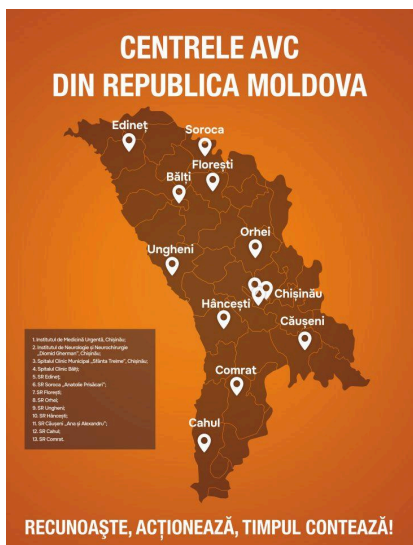 CENTRELE AVC
DIN REPUBLICA MOLDOVA
Edineț
Soroca
Florești
Bălți
Orhei
Ungheni
Chișinău
Hâncești
Căușeni
Comrat
Cahul
1. Institutul de Medicină Urgentă, Chișinău;
2. Institutul de Neurologie și Neurochirurgie
„Diomid Gherman”, Chișinău;
3. Spitalul Clinic Municipal „Sfânta Treime”, Chișinău;
4. Spitalul Clinic Bălți;
5. SR Edineț;
6. SR Soroca „Anatolie Prisăcari”;
7. SR Florești;
8. SR Orhei;
9. SR Ungheni;
10. SR Hâncești;
11. SR Căușeni „Ana și Alexandru”;
12. SR Cahul;
13. SR Comrat.
RECUNOAȘTE, ACȚIONEAZĂ, TIMPUL CONTEAZĂ!